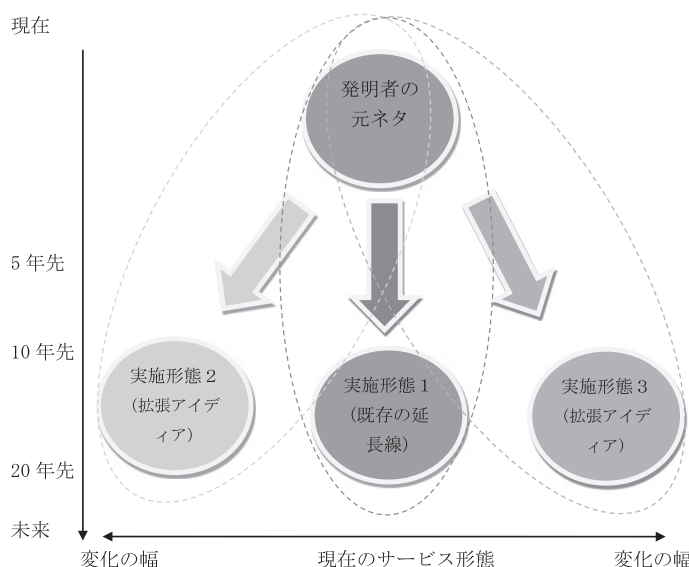 現在
発明者の
元ネタ
5 年先
10 年先
実施形態 2
(拡張アイデ
ィア)
実施形態 1
(既存の延
長線)
実施形態 3
(拡張アイデ
ィア)
20 年先
未来
変化の幅
現在のサービス形態
変化の幅